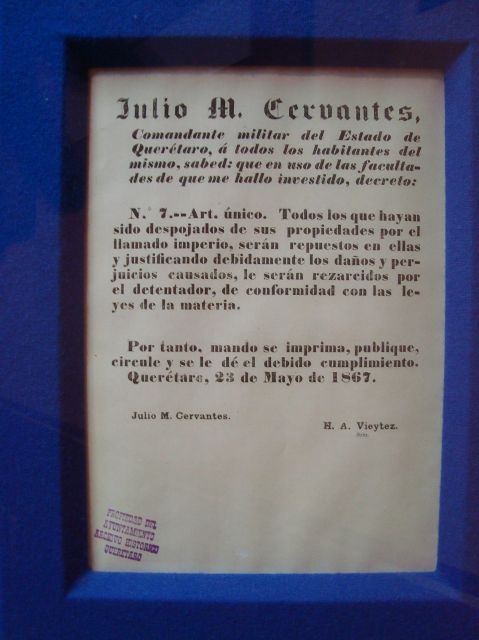 Julio M. Cervantes,
Comandante militar del Estado de
Querétaro, á todos los habitantes del
mismo, sabed: que en uso de las faculta-
des de que me hallo investido, decreto:
N.° 7.--Art. único. Todos los que hayan
sido despojados de sus propiedades por el
llamado imperio, serán repuestos en ellas
y justificando debidamente los daños y per-
juicios causados, le serán rezarcidos por
el detentador, de conformidad con las le-
yes de la materia.
Por tanto, mando se imprima, publique,
circule y se le dé el debido cumplimiento.
Querétaro, 23 de Mayo de 1867.
Julio M. Cervantes.
H. A. Vieytez.
Srio.
PROPIEDAD DEL
AYUNTAMIENTO
ARCHIVO HISTORICO
QUERETARO